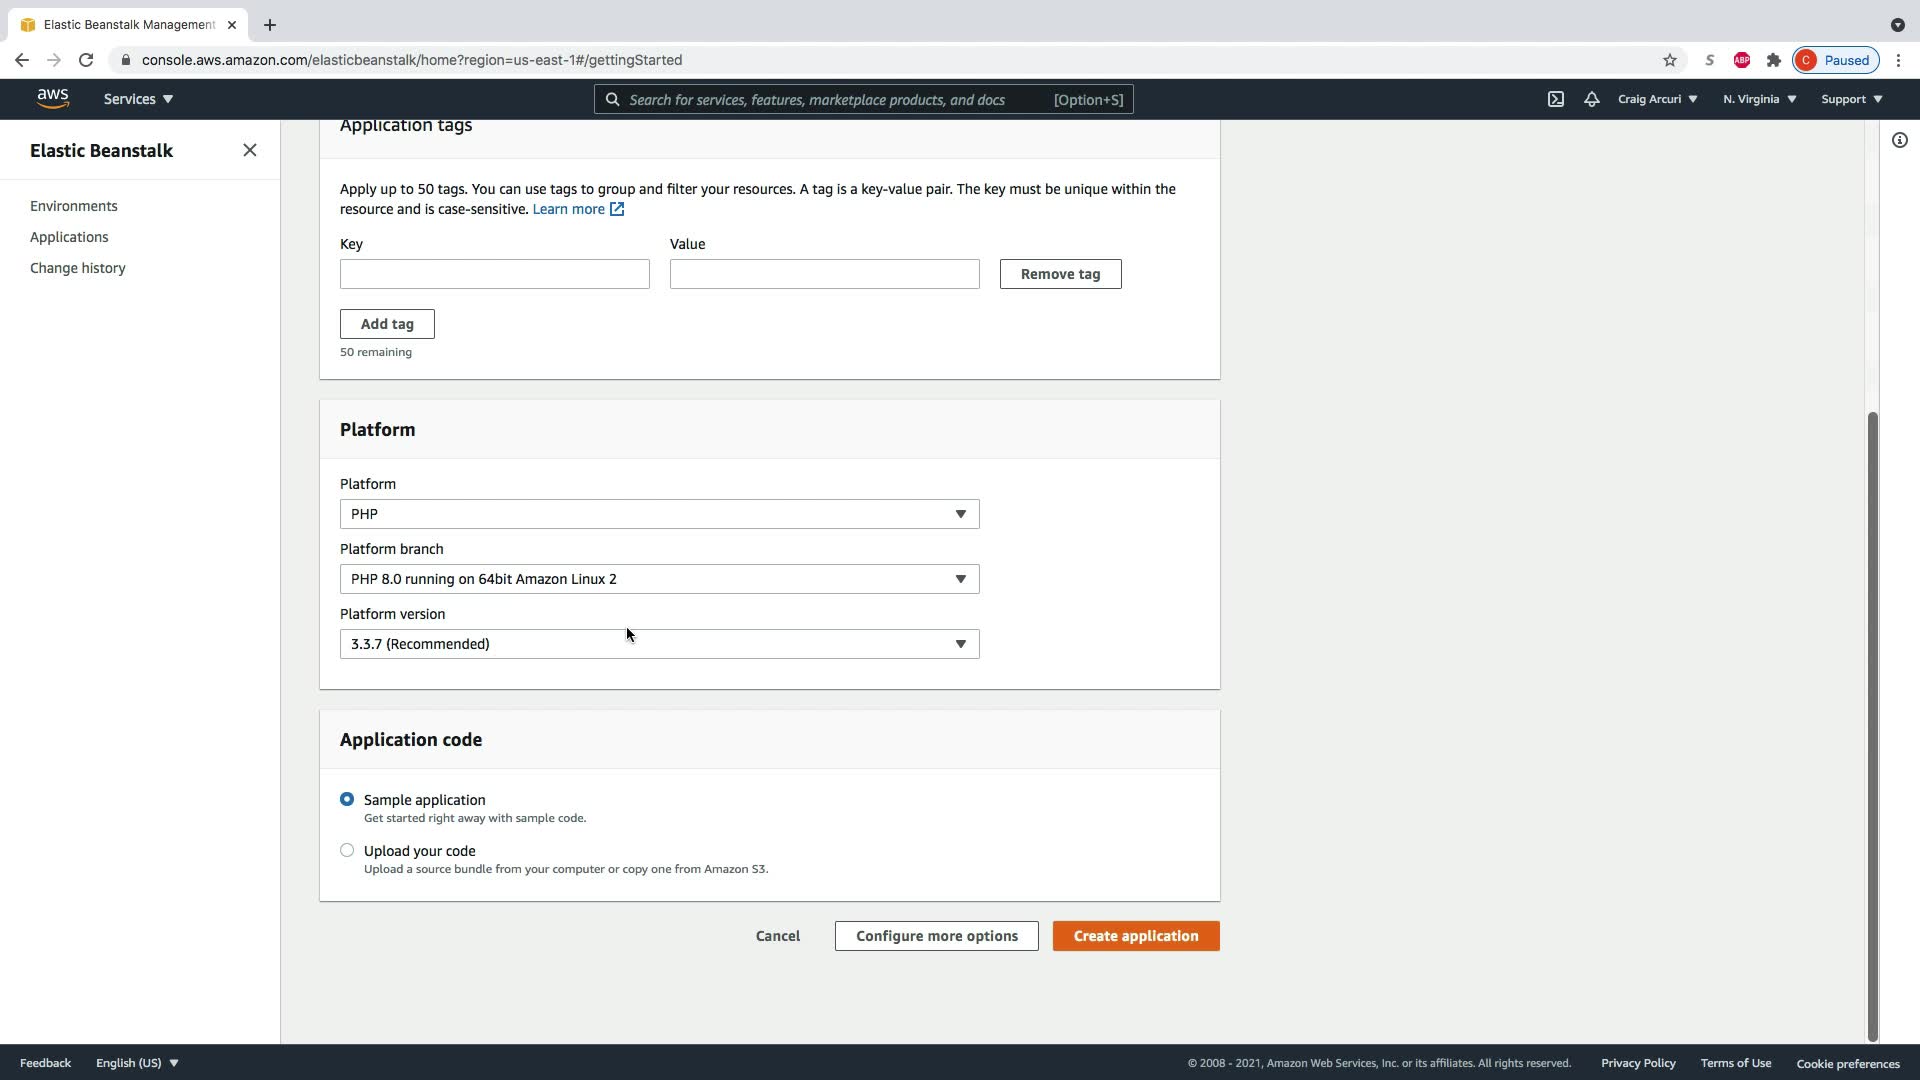 Elastic Beanstalk Management
console.aws.amazon.com/elasticbeanstalk/home?region=us-east-1#/gettingStarted
S
ABP
C
Paused
aws
Services
Search for services, features, marketplace products, and docs
[Option+S]
Craig Arcuri
N. Virginia
Support
Elastic Beanstalk
Environments
Applications
Change history
Application tags
Apply up to 50 tags. You can use tags to group and filter your resources. A tag is a key-value pair. The key must be unique within the
resource and is case-sensitive. Learn more
Key
Value
Remove tag
Add tag
50 remaining
Platform
Platform
PHP
Platform branch
PHP 8.0 running on 64bit Amazon Linux 2
Platform version
3.3.7 (Recommended)
Application code
Sample application
Get started right away with sample code.
Upload your code
Upload a source bundle from your computer or copy one from Amazon S3.
Cancel
Configure more options
Create application
Feedback
English (US)
© 2008 - 2021, Amazon Web Services, Inc. or its affiliates. All rights reserved.
Privacy Policy
Terms of Use
Cookie preferences